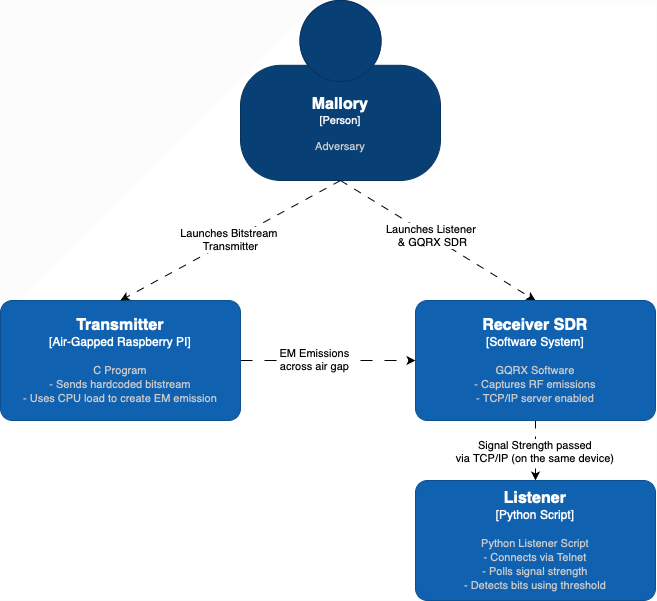 Mallory
[Person]
Adversary
Launches Bitstream
Transmitter
Launches Listener
& GQRX SDR
Transmitter
[Air-Gapped Raspberry PI]
C Program
- Sends hardcoded bitstream
- Uses CPU load to create EM emission
EM Emissions
across air gap
Receiver SDR
[Software System]
GQRX Software
- Captures RF emissions
- TCP/IP server enabled
Signal Strength passed
via TCP/IP (on the same device)
Listener
[Python Script]
Python Listener Script
- Connects via Telnet
- Polls signal strength
- Detects bits using threshold